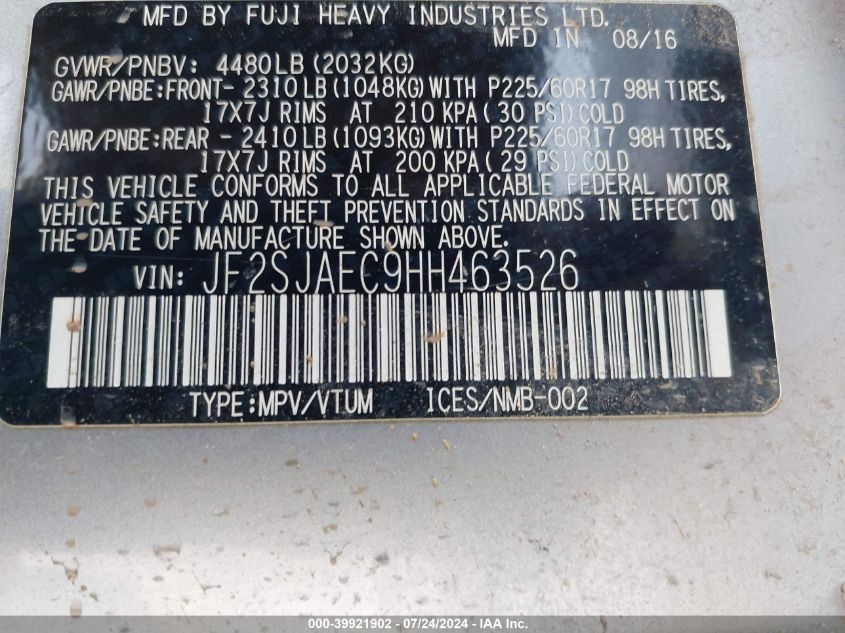 MFD BY FUJI HEAVY INDUSTRIES LTD.
MFD IN 08/16
GVWR/PNBV: 4480LB(2032KG)
GAWR/PNBE:FRONT- 2310LB(1048KG)WITH P225/60R17 98H TIRES,
17X7J RIMS AT 210 KPA(30 PSI)COLD
GAWR/PNBE:REAR - 2410LB(1093KG)WITH P225/60R17 98H TIRES,
17X7J RIMS AT 200 KPA(29 PSI)COLD
THIS VEHICLE CONFORMS TO ALL APPLICABLE FEDERAL MOTOR
VEHICLE SAFETY AND THEFT PREVENTION STANDARDS IN EFFECT ON
THE DATE OF MANUFACTURE SHOWN ABOVE.
VIN: JF2SJAEC9HH463526
TYPE:MPV/VTUM ICES/NMB-002
000-39921902 - 07/24/2024 - IAA Inc.